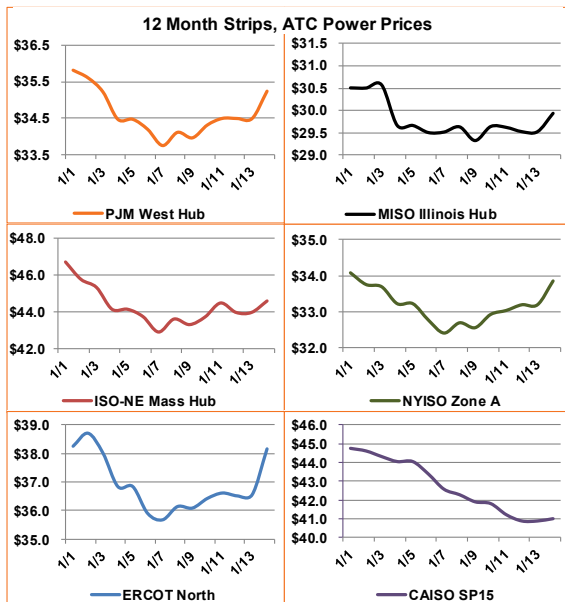 12 Month Strips, ATC Power Prices
$36.5
$35.5
$34.5
$33.5
1/1 1/3 1/5 1/7 1/9 1/11 1/13
PJM West Hub
$31.5
$31.0
$30.5
$30.0
$29.5
$29.0
1/1 1/3 1/5 1/7 1/9 1/11 1/13
MISO Illinois Hub
$48.0
$46.0
$44.0
$42.0
1/1 1/3 1/5 1/7 1/9 1/11 1/13
ISO-NE Mass Hub
$35.0
$34.0
$33.0
$32.0
1/1 1/3 1/5 1/7 1/9 1/11 1/13
NYISO Zone A
$39.0
$38.0
$37.0
$36.0
$35.0
1/1 1/3 1/5 1/7 1/9 1/11 1/13
ERCOT North
$46.0
$45.0
$44.0
$43.0
$42.0
$41.0
$40.0
1/1 1/3 1/5 1/7 1/9 1/11 1/13
CAISO SP15